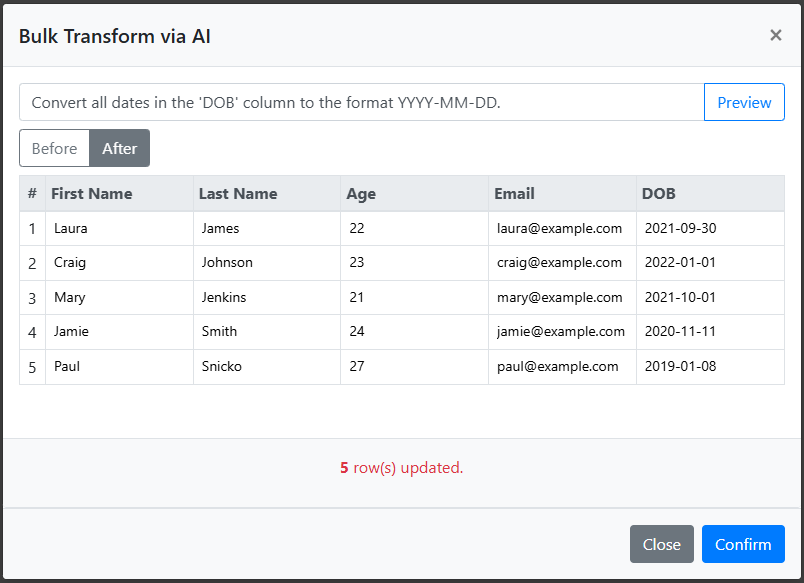 Bulk Transform via AI ×
Convert all dates in the 'DOB' column to the format YYYY-MM-DD. Preview
Before After
# First Name Last Name Age Email DOB
1 Laura James 22 laura@example.com 2021-09-30
2 Craig Johnson 23 craig@example.com 2022-01-01
3 Mary Jenkins 21 mary@example.com 2021-10-01
4 Jamie Smith 24 jamie@example.com 2020-11-11
5 Paul Snicko 27 paul@example.com 2019-01-08
5 row(s) updated.
Close Confirm